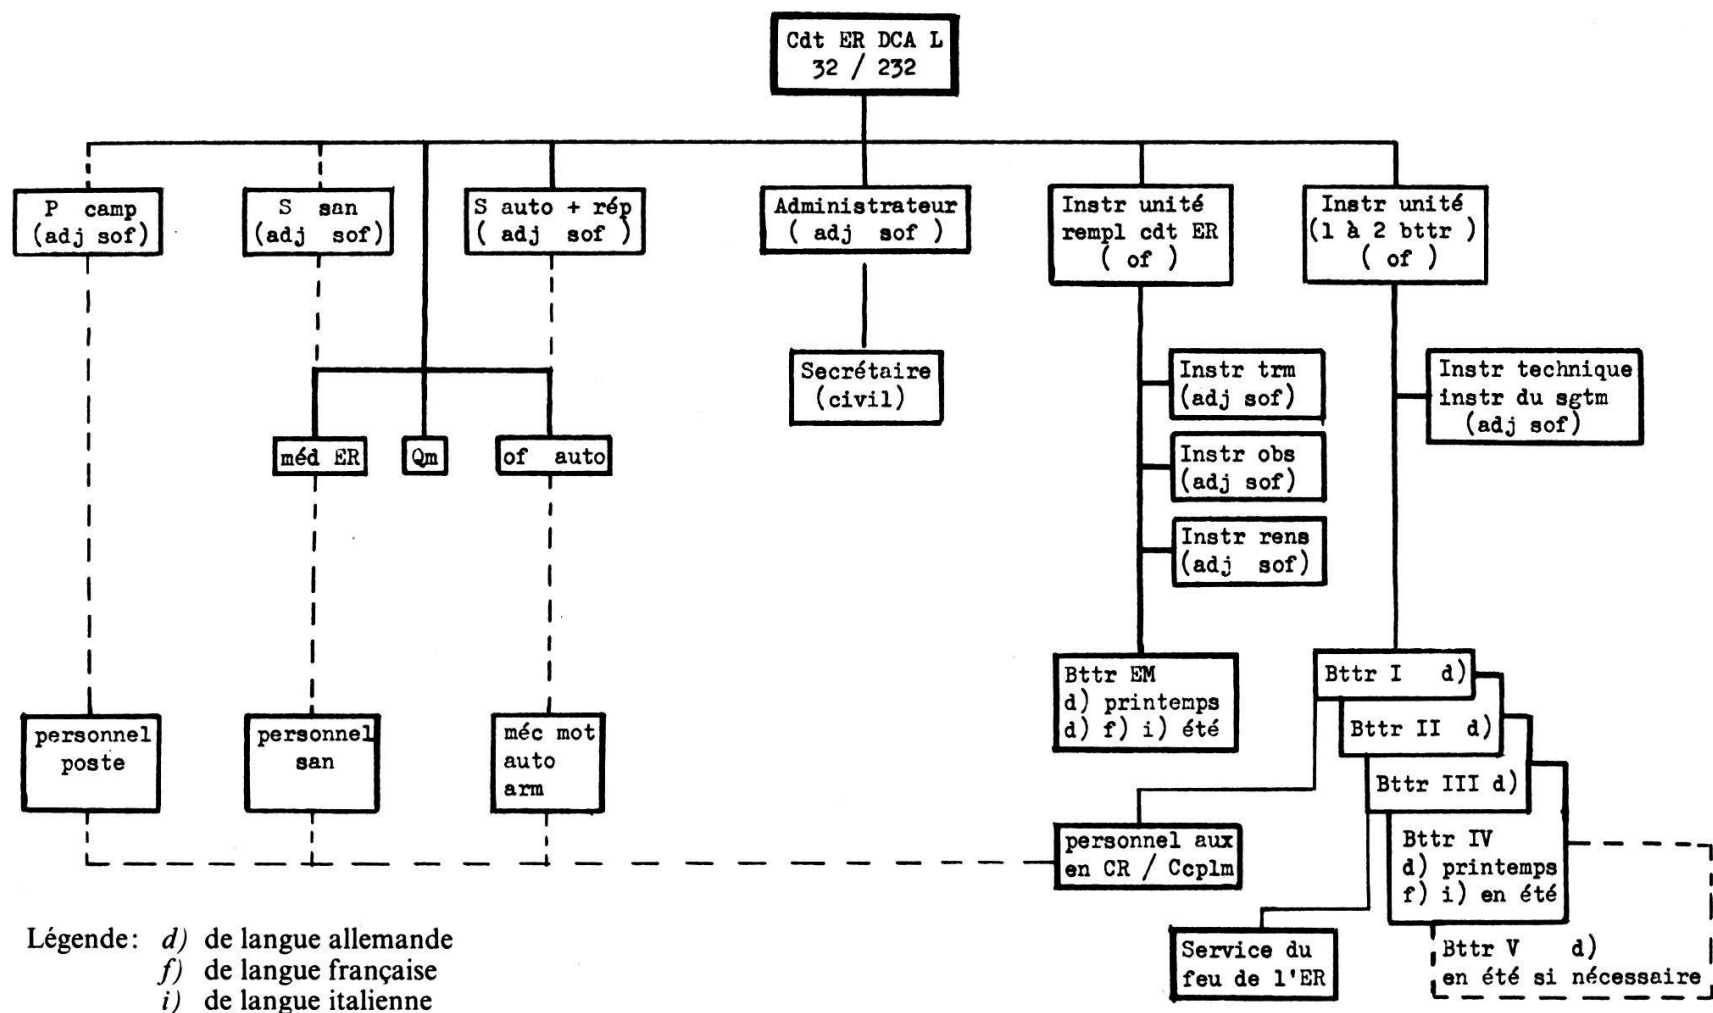 Cdt ER DCA L
32 / 232
P camp
(adj sof)
S san
(adj sof)
S auto + rép
( adj sof )
Administrateur
( adj sof )
Instr unité
rempl cdt ER
( of )
Instr unité
(1 à 2 bttr )
( of )
Secrétaire
(civil)
Instr trm
(adj sof)
Instr technique
instr du sgtm
(adj sof)
méd ER
Qm
of auto
Instr obs
(adj sof)
Instr rens
(adj sof)
Bttr EM
d) printemps
d) f) i) été
Bttr I d)
Bttr II d)
Bttr III d)
Bttr IV
d) printemps
f) i) en été
Bttr V d)
en été si nécessaire
personnel
poste
personnel
san
méc mot
auto
arm
personnel aux
en CR / Ccplm
Service du
feu de l'ER
Légende: d) de langue allemande
f) de langue française
i) de langue italienne